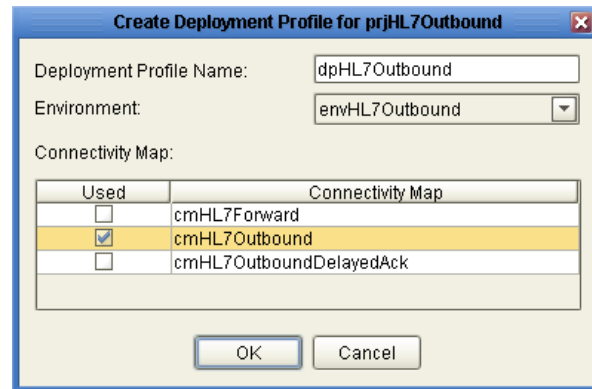 Create Deployment Profile for prjHL7Outbound
Deployment Profile Name: dpHL7Outbound
Environment: envHL7Outbound
Connectivity Map:
Used Connectivity Map
cmHL7Forward
cmHL7Outbound
cmHL7OutboundDelayedAck
OK Cancel